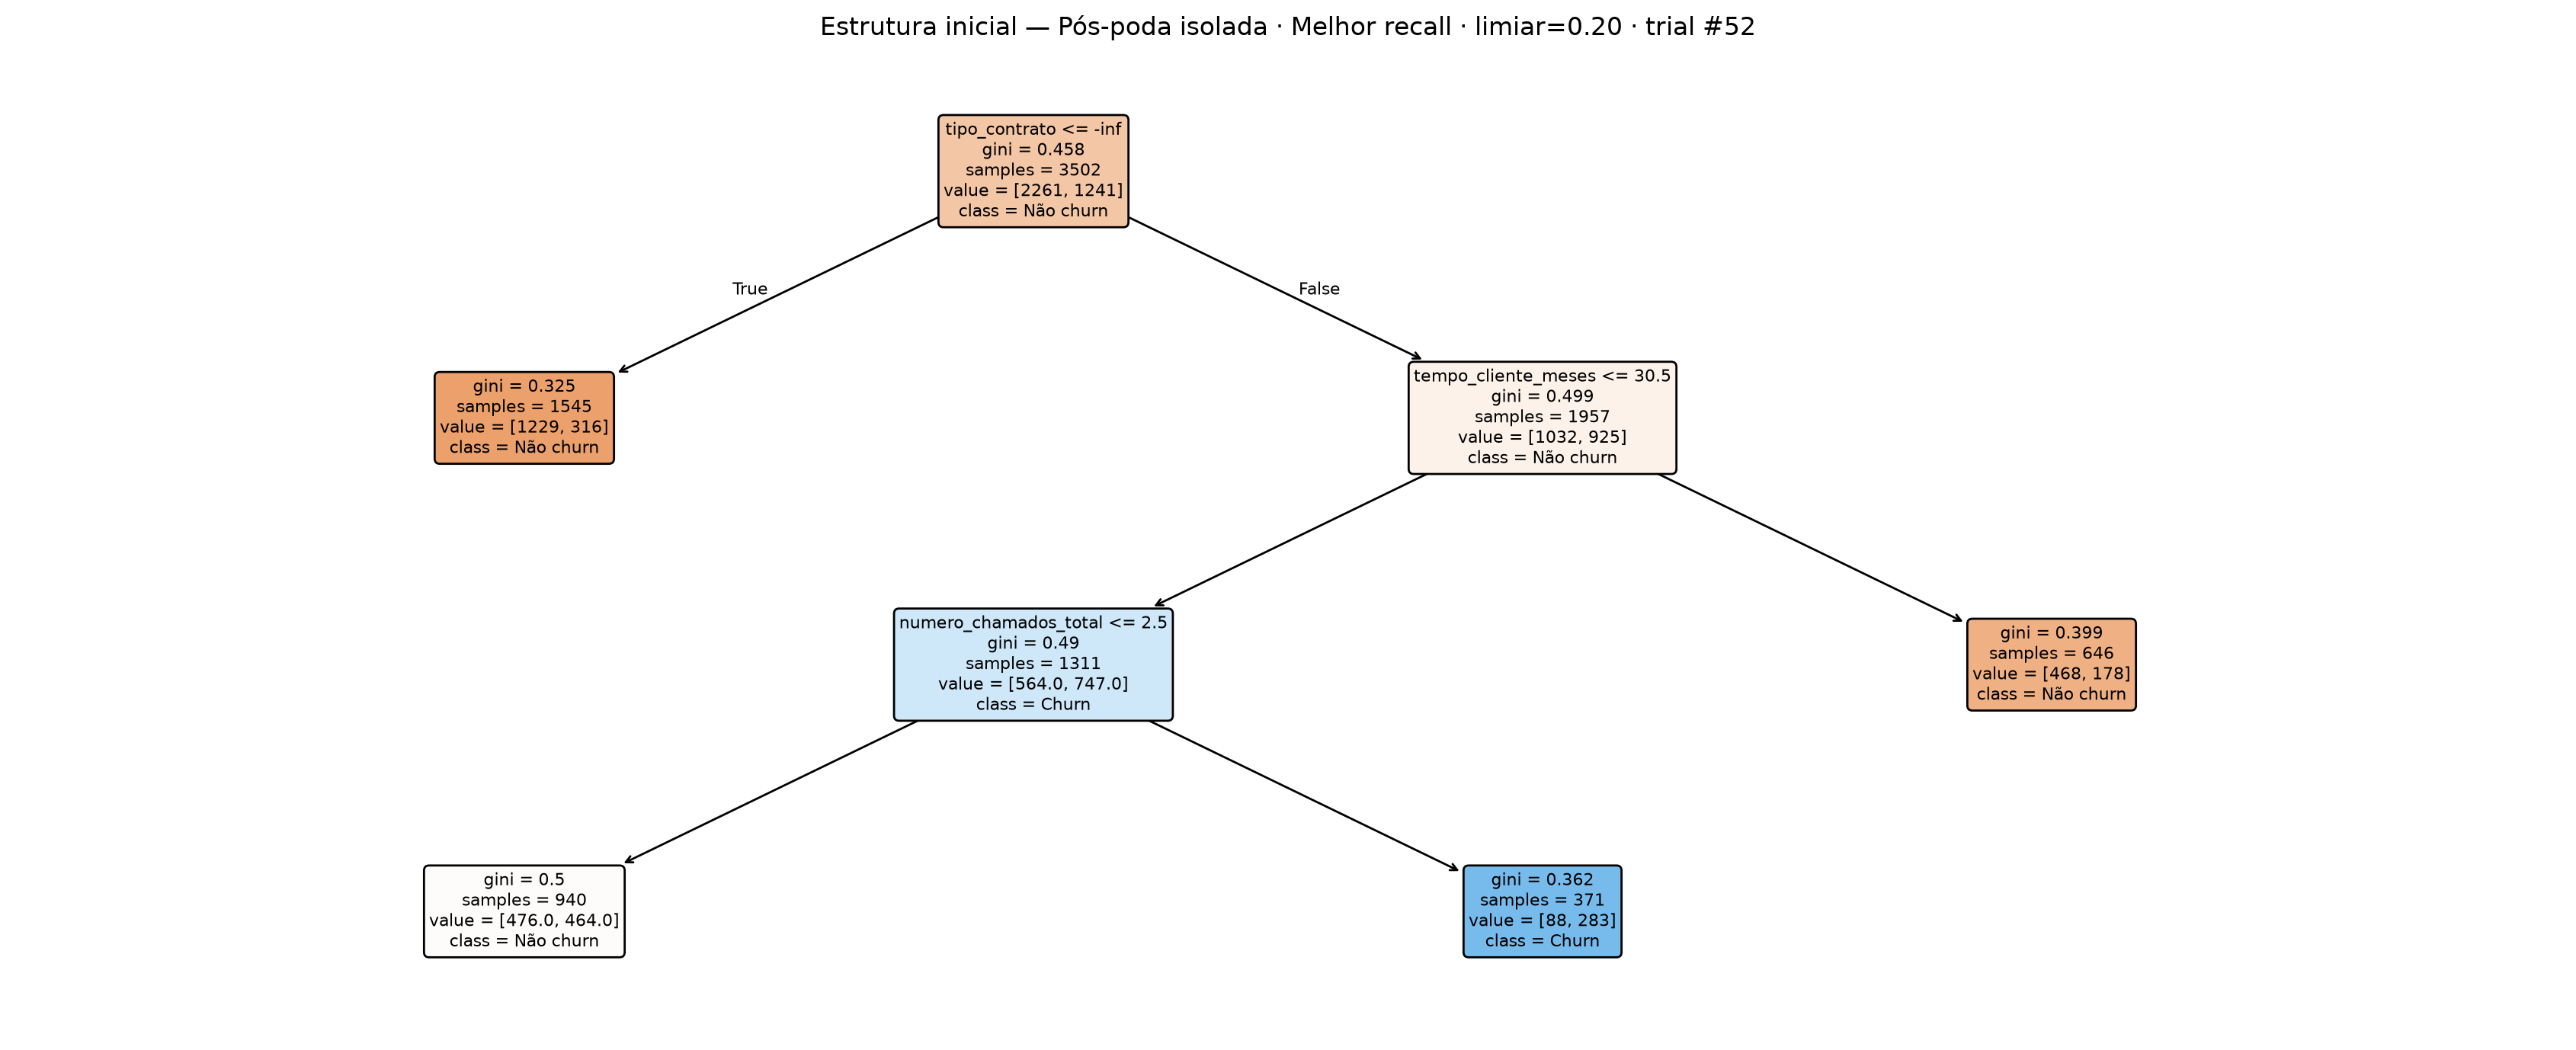 Estrutura inicial — Pós-poda isolada · Melhor recall · limiar=0.20 · trial #52
tipo_contrato <= -inf
gini = 0.458
samples = 3502
value = [2261, 1241]
class = Não churn
True
False
gini = 0.325
samples = 1545
value = [1229, 316]
class = Não churn
tempo_cliente_meses <= 30.5
gini = 0.499
samples = 1957
value = [1032, 925]
class = Não churn
numero_chamados_total <= 2.5
gini = 0.49
samples = 1311
value = [564.0, 747.0]
class = Churn
gini = 0.399
samples = 646
value = [468, 178]
class = Não churn
gini = 0.5
samples = 940
value = [476.0, 464.0]
class = Não churn
gini = 0.362
samples = 371
value = [88, 283]
class = Churn